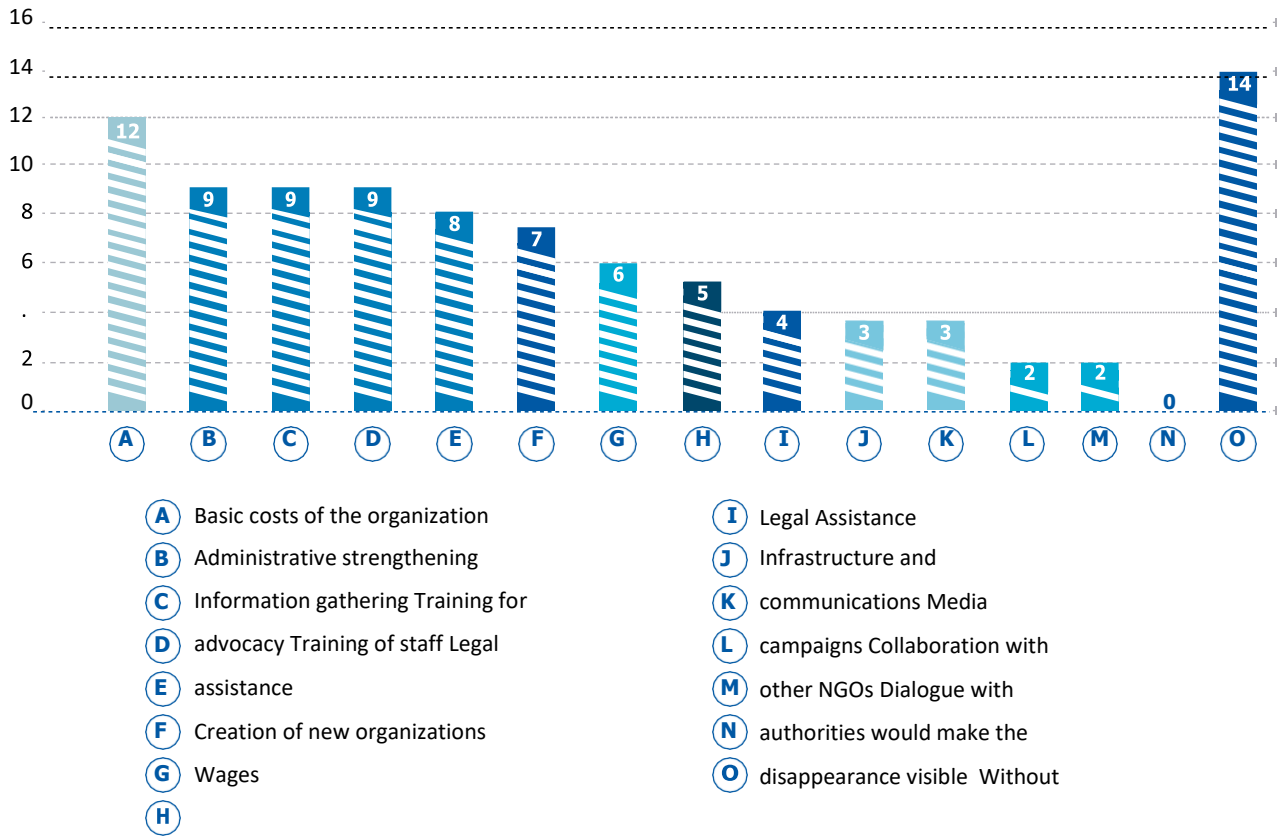 16
14
12
10
8
6
.
2
0
12
9
9
9
8
7
6
5
4
3
3
2
2
0
14
A B C D E F G H I J K L M N O
A Basic costs of the organization
B Administrative strengthening
C Information gathering Training for
D advocacy Training of staff Legal
E assistance
F Creation of new organizations
G Wages
H
I Legal Assistance
J Infrastructure and
K communications Media
L campaigns Collaboration with
M other NGOs Dialogue with
N authorities would make the
O disappearance visible Without